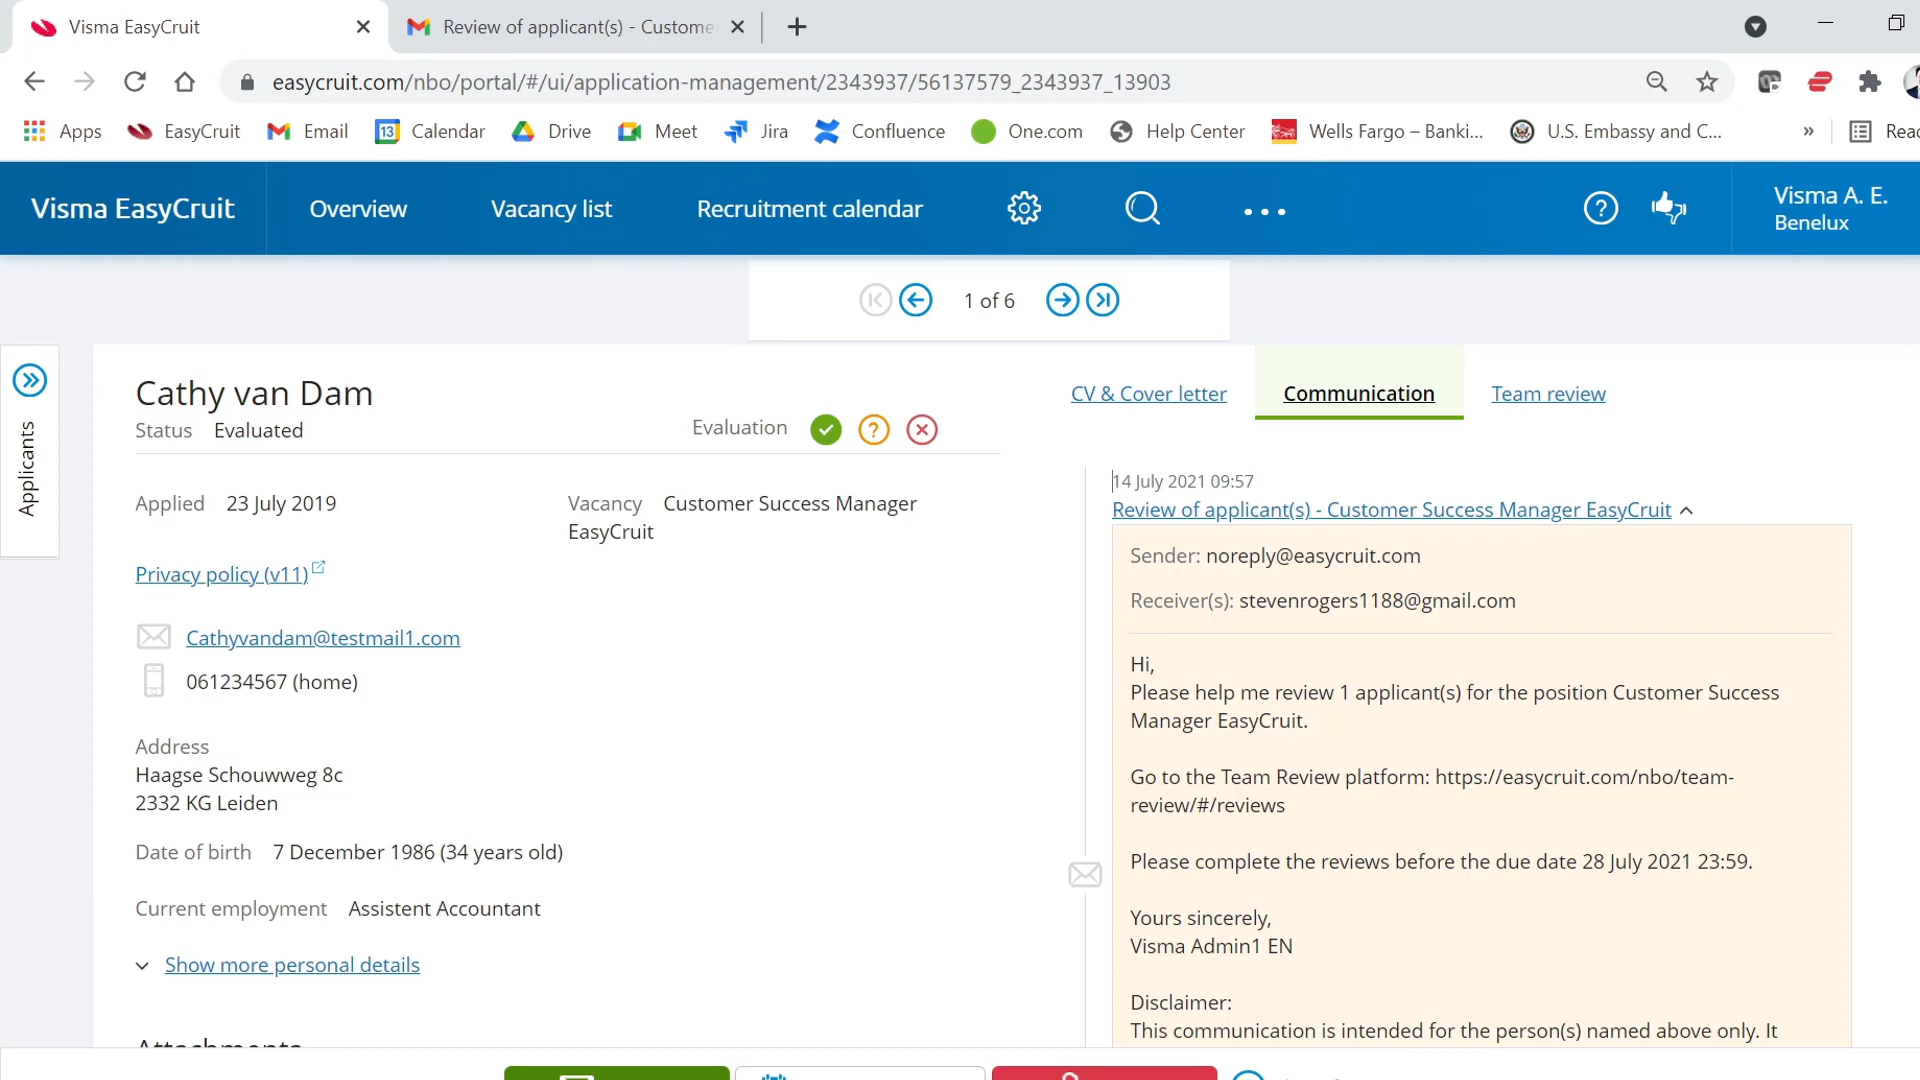 Visma EasyCruit
Review of applicant(s) - Custome
easycruit.com/nbo/portal/#/ui/application-management/2343937/56137579_2343937_13903
Apps EasyCruit Email 13 Calendar Drive Meet Jira Confluence One.com Help Center Wells Fargo – Banki... U.S. Embassy and C... » Reac
Visma EasyCruit Overview Vacancy list Recruitment calendar ... ? Visma A. E.
Benelux
1 of 6
Applicants
Cathy van Dam
Status Evaluated
Evaluation ?
CV & Cover letter Communication Team review
Applied 23 July 2019
Vacancy Customer Success Manager
EasyCruit
Privacy policy (v11)
Cathyvandam@testmail1.com
061234567 (home)
Address
Haagse Schouwweg 8c
2332 KG Leiden
Date of birth 7 December 1986 (34 years old)
Current employment Assistent Accountant
Show more personal details
Attachments
14 July 2021 09:57
Review of applicant(s) - Customer Success Manager EasyCruit
Sender: noreply@easycruit.com
Receiver(s): stevenrogers1188@gmail.com
Hi,
Please help me review 1 applicant(s) for the position Customer Success
Manager EasyCruit.
Go to the Team Review platform: https://easycruit.com/nbo/team-
review/#/reviews
Please complete the reviews before the due date 28 July 2021 23:59.
Yours sincerely,
Visma Admin1 EN
Disclaimer:
This communication is intended for the person(s) named above only. It